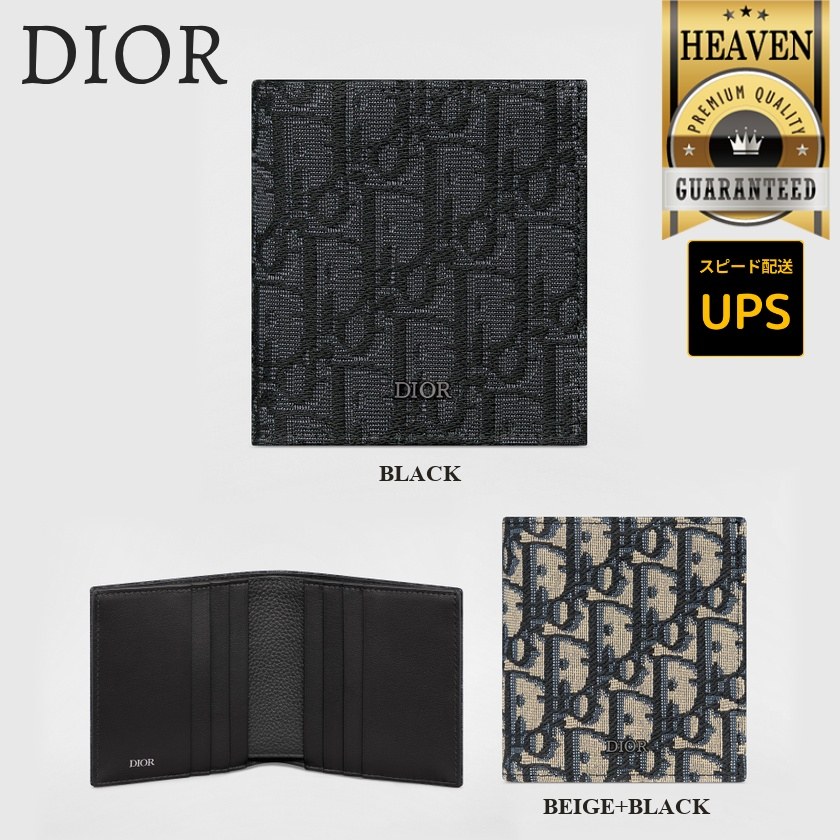 DIOR
HEAVEN
PREMIUM QUALITY
GUARANTEED
スピード配送
UPS
DIOR
BLACK
DIOR
DIOR
BEIGE+BLACK